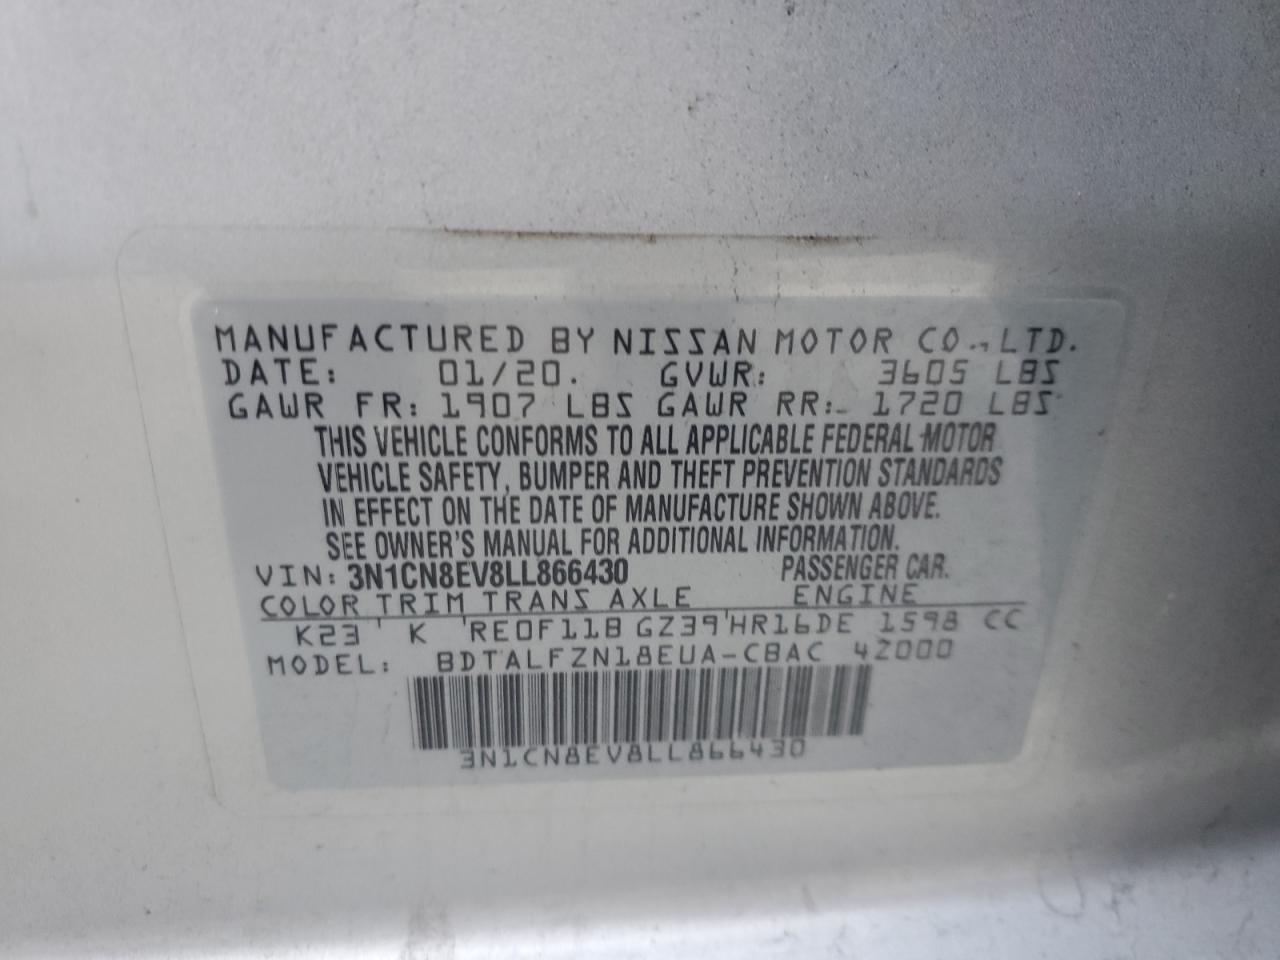 MANUFACTURED BY NISSAN MOTOR CO., LTD.
DATE: 01/20. GVWR: 3605 LBS
GAWR FR: 1907 LBS GAWR RR: 1720 LBS
THIS VEHICLE CONFORMS TO ALL APPLICABLE FEDERAL MOTOR
VEHICLE SAFETY, BUMPER AND THEFT PREVENTION STANDARDS
IN EFFECT ON THE DATE OF MANUFACTURE SHOWN ABOVE.
SEE OWNER'S MANUAL FOR ADDITIONAL INFORMATION.
VIN: 3N1CN8EV8LL866430 PASSENGER CAR.
COLOR TRIM TRANS AXLE ENGINE
K23 K RE0F11B GZ39 HR16DE 1598 CC
MODEL: BDTALFZN18EUA-CBAC 42000
3N1CN8EV8LL866430